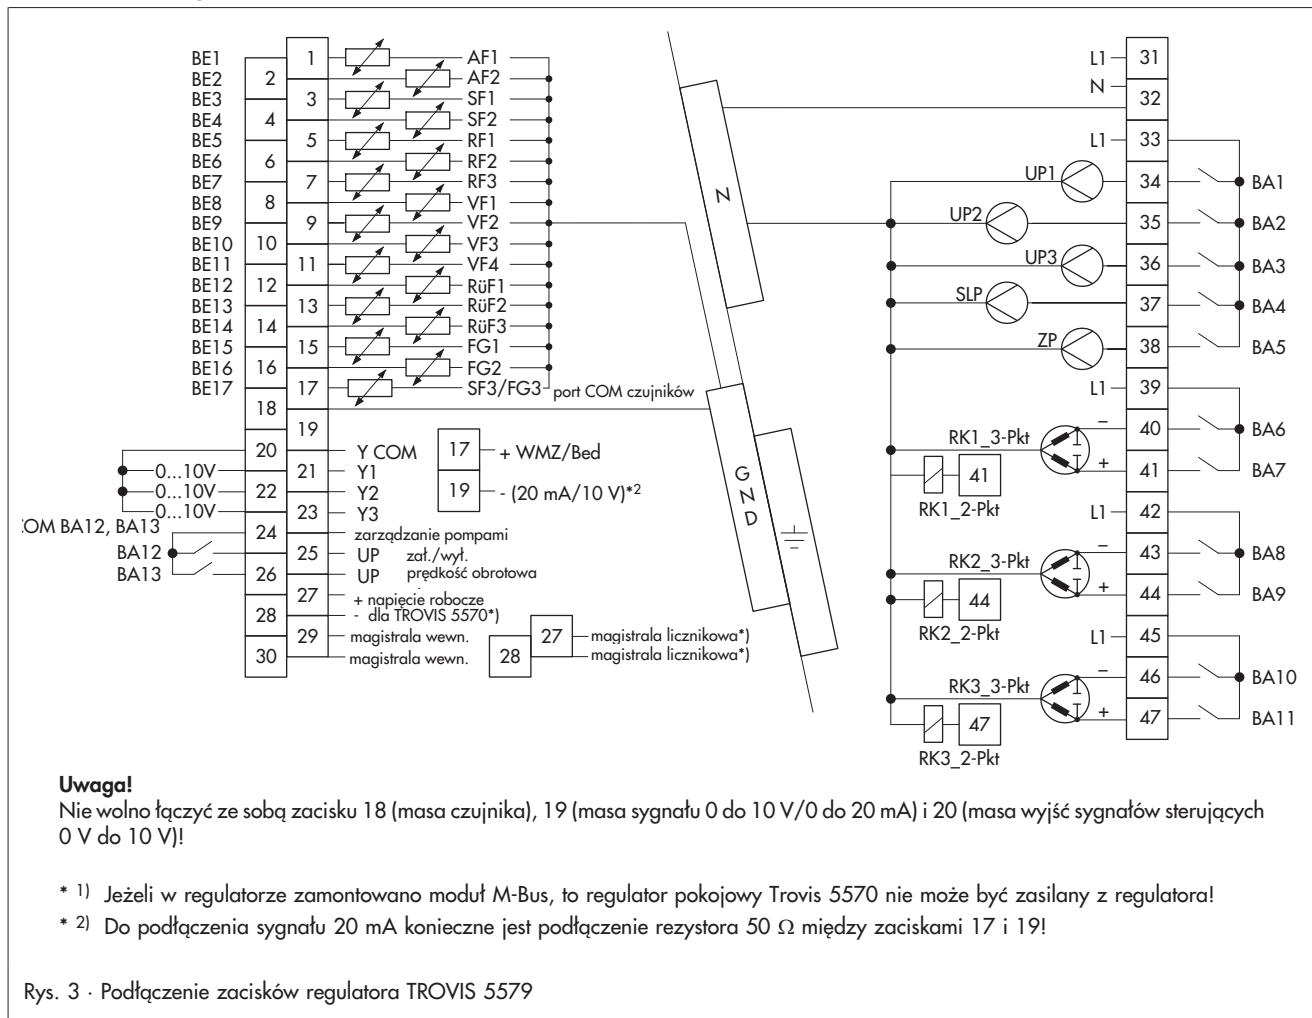 BE1 1 AF1
BE2 2 AF2
BE3 3 SF1
BE4 4 SF2
BE5 5 RF1
BE6 6 RF2
BE7 7 RF3
BE8 8 VF1
BE9 9 VF2
BE10 10 VF3
BE11 11 VF4
BE12 12 RüF1
BE13 13 RüF2
BE14 14 RüF3
BE15 15 FG1
BE16 16 FG2
BE17 17 SF3/FG3 port COM czujników
18
19
20 Y COM
0...10V 21 Y1
0...10V 22 Y2
0...10V 23 Y3
17 + WMZ/Bed
19 - (20 mA/10 V)*2
OM BA12, BA13
24 zarządzanie pompami
BA12 25 UP zał./wył.
BA13 26 UP prędkość obrotowa
27 + napięcie robocze
28 - dla TROVIS 5570*)
29 magistrala wewn.
30 magistrala wewn.
27 magistrala licznikowa*)
28 magistrala licznikowa*)
N
GND
L1 31
N 32
L1 33
UP1 34 BA1
UP2 35 BA2
UP3 36 BA3
SLP 37 BA4
ZP 38 BA5
L1 39
RK1_3-Pkt − 40 BA6
41 + 41 BA7
RK1_2-Pkt
L1 42
RK2_3-Pkt − 43 BA8
44 + 44 BA9
RK2_2-Pkt
L1 45
RK3_3-Pkt − 46 BA10
47 + 47 BA11
RK3_2-Pkt
Uwaga!
Nie wolno łączyć ze sobą zacisku 18 (masa czujnika), 19 (masa sygnału 0 do 10 V/0 do 20 mA) i 20 (masa wyjść sygnałów sterujących
0 V do 10 V)!
* 1) Jeżeli w regulatorze zamontowano moduł M-Bus, to regulator pokojowy Trovis 5570 nie może być zasilany z regulatora!
* 2) Do podłączenia sygnału 20 mA konieczne jest podłączenie rezystora 50 Ω między zaciskami 17 i 19!
Rys. 3 · Podłączenie zacisków regulatora TROVIS 5579